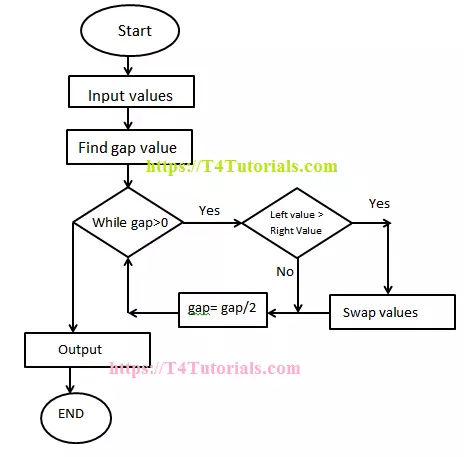 Start
Input values
Find gap value
https://T4Tutorials.com
While gap>0
Yes
Left value >
Right Value
Yes
No
gap= gap/2
Swap values
Output
https://T4Tutorials.com
END